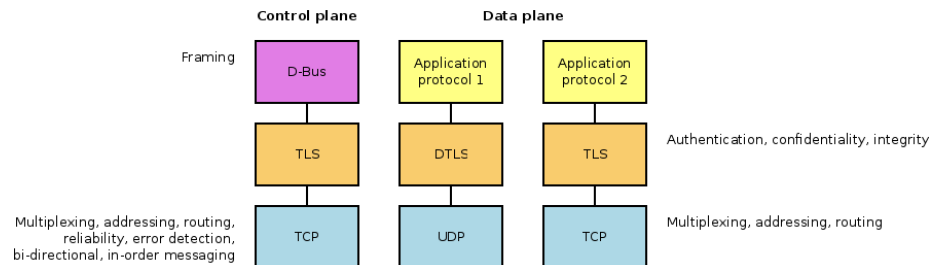 Control plane
Data plane
Framing
D-Bus
Application
protocol 1
Application
protocol 2
TLS
DTLS
TLS
Authentication, confidentiality, integrity
Multiplexing, addressing, routing,
reliability, error detection,
bi-directional, in-order messaging
TCP
UDP
TCP
Multiplexing, addressing, routing